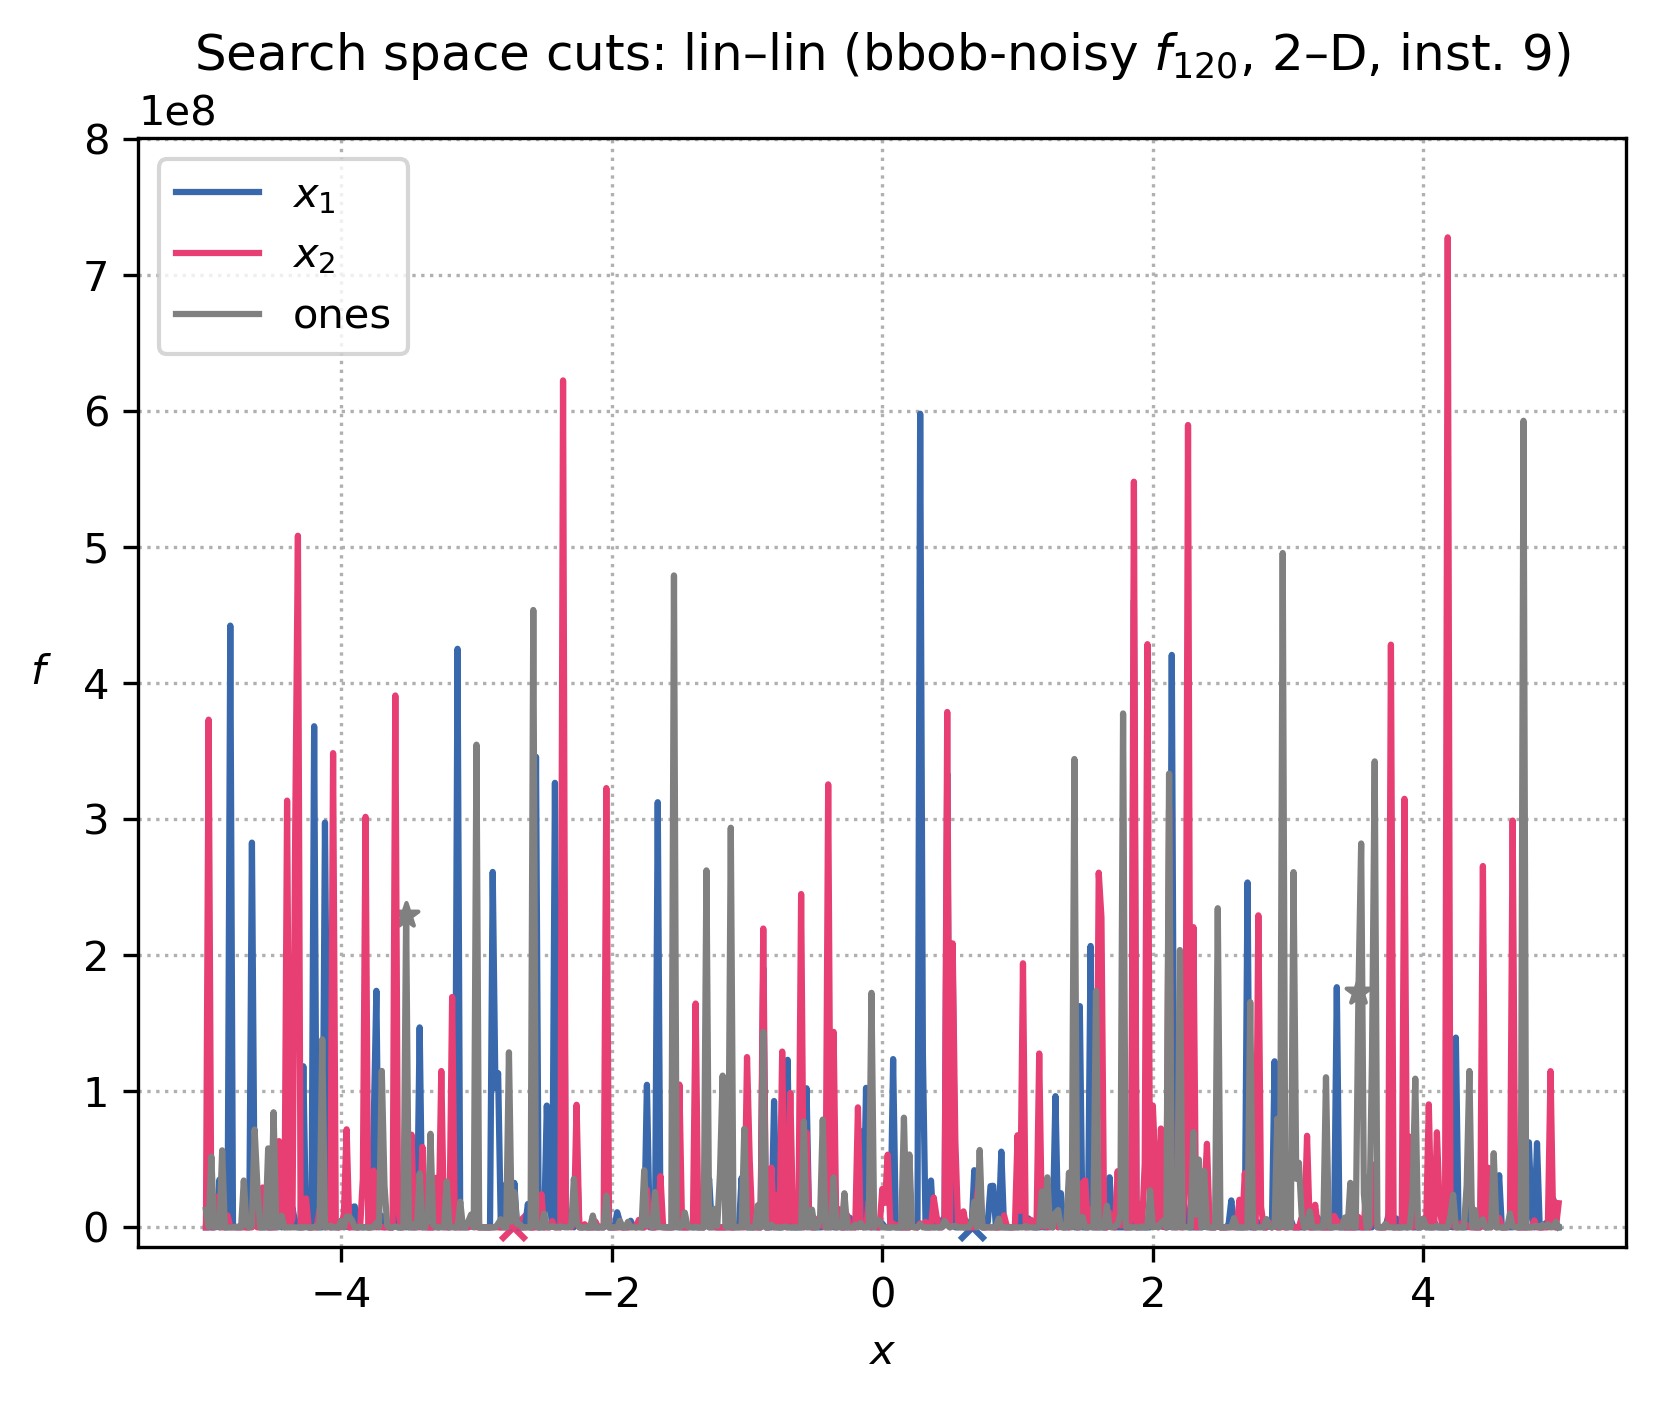 Search space cuts: lin–lin (bbob-noisy f₁₂₀, 2–D, inst. 9)
1e8
x₁
x₂
ones
8
7
6
5
4
3
2
1
0
f
−4 −2 0 2 4
x